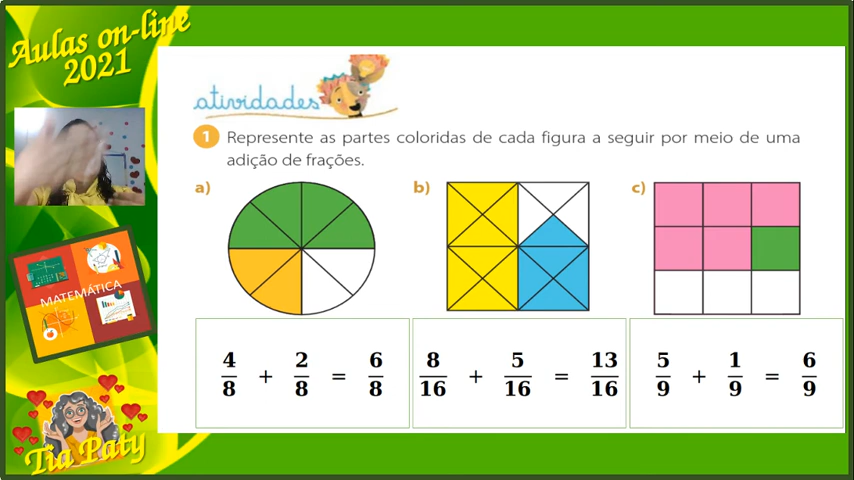 Aulas on-line
2021
atividades
1 Represente as partes coloridas de cada figura a seguir por meio de uma
adição de frações.
a) b) c)
4/8 + 2/8 = 6/8
8/16 + 5/16 = 13/16
5/9 + 1/9 = 6/9
MATEMÁTICA
Tia Paty